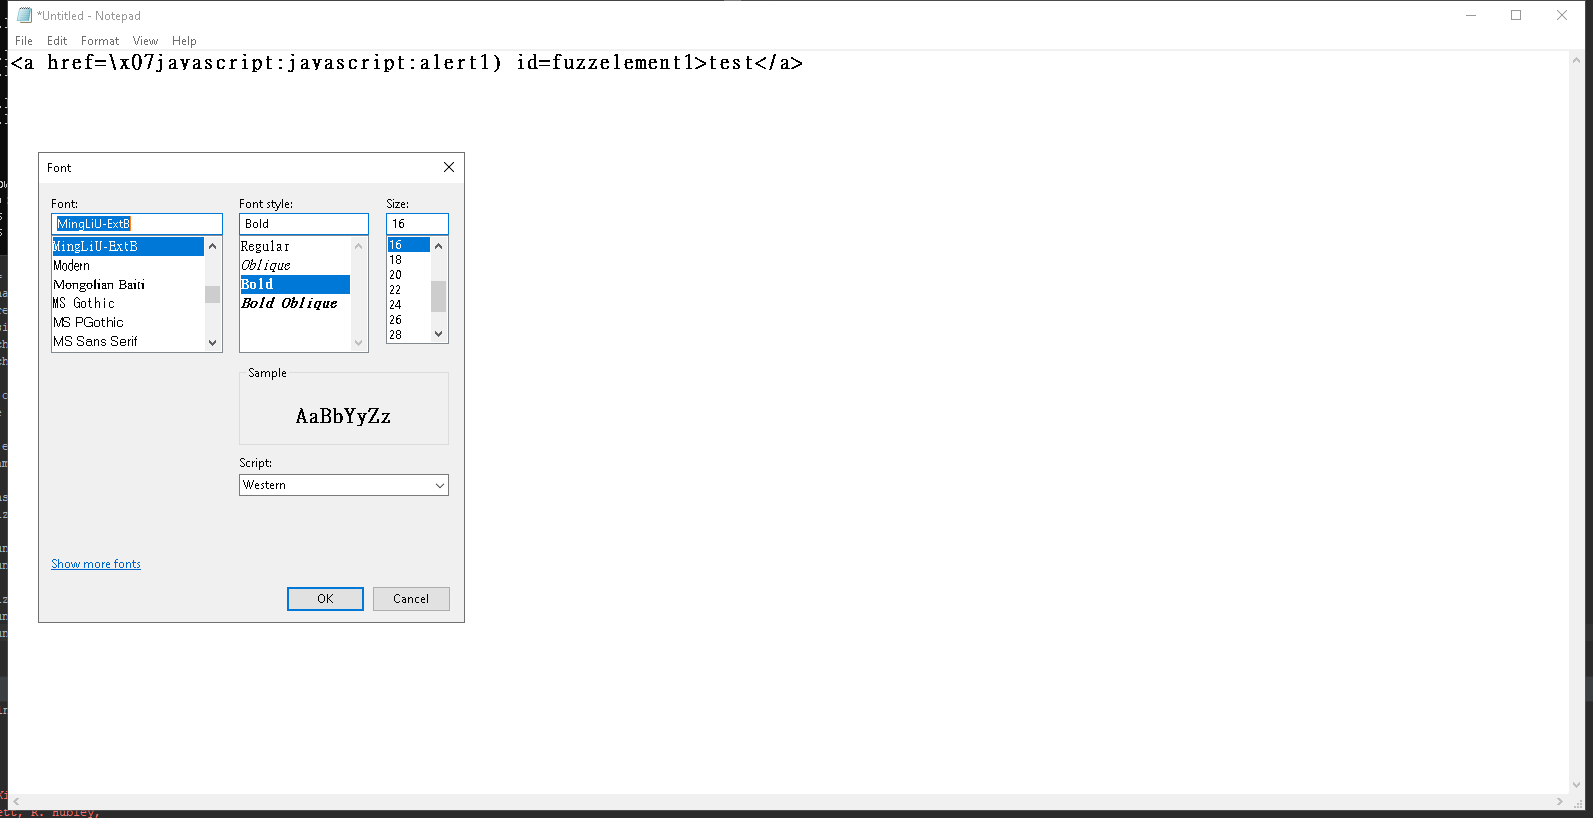 *Untitled - Notepad
File Edit Format View Help
<a href=\x07javascript:javascript:alert1) id=fuzzelement1>test</a>
Font
Font: Font style: Size:
MingLiU-ExtB Bold 16
MingLiU-ExtB Regular 16
Modern Oblique 18
Mongolian Baiti Bold 20
MS Gothic Bold Oblique 22
MS PGothic 24
MS Sans Serif 26
28
Sample
AaBbYyZz
Script:
Western
Show more fonts
OK Cancel
R. Hubley,